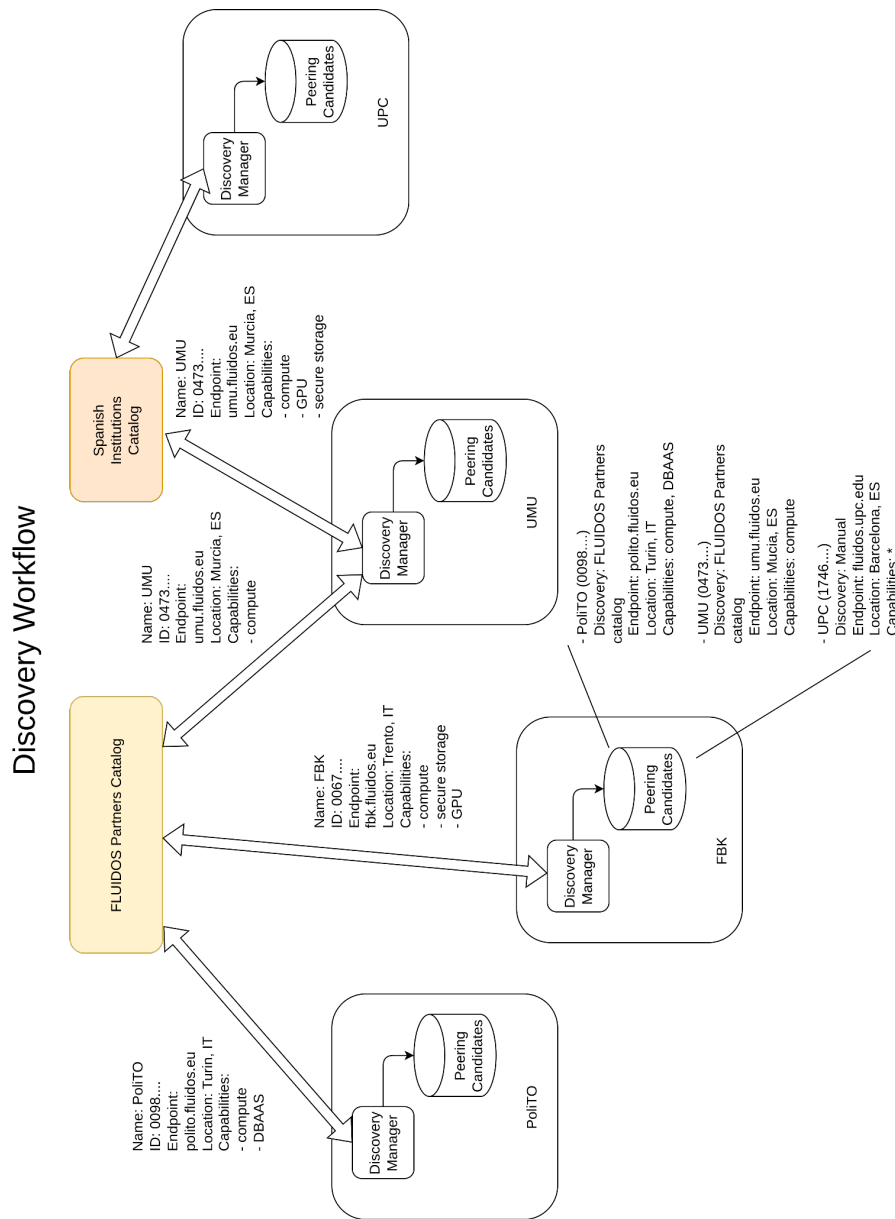 Discovery Workflow
FLUIDOS Partners Catalog
Spanish
Institutions
Catalog
Name: PoliTO
ID: 0098....
Endpoint:
polito.fluidos.eu
Location: Turin, IT
Capabilities:
- compute
- DBAAS
Name: UMU
ID: 0473....
Endpoint:
umu.fluidos.eu
Location: Murcia, ES
Capabilities:
- compute
Name: UMU
ID: 0473....
Endpoint:
umu.fluidos.eu
Location: Murcia, ES
Capabilities:
- compute
- GPU
- secure storage
Discovery
Manager
Peering
Candidates
UPC
Name: FBK
ID: 0067....
Endpoint:
fbk.fluidos.eu
Location: Trento, IT
Capabilities:
- compute
- secure storage
- GPU
Discovery
Manager
Peering
Candidates
PoliTO
Discovery
Manager
Peering
Candidates
UMU
Discovery
Manager
Peering
Candidates
FBK
- PoliTO (0098....)
Discovery: FLUIDOS Partners
catalog
Endpoint: polito.fluidos.eu
Location: Turin, IT
Capabilities: compute, DBAAS
- UMU (0473....)
Discovery: FLUIDOS Partners
catalog
Endpoint: umu.fluidos.eu
Location: Mucia, ES
Capabilities: compute
- UPC (1746....)
Discovery: Manual
Endpoint: fluidos.upc.edu
Location: Barcelona, ES
Capabilities: *